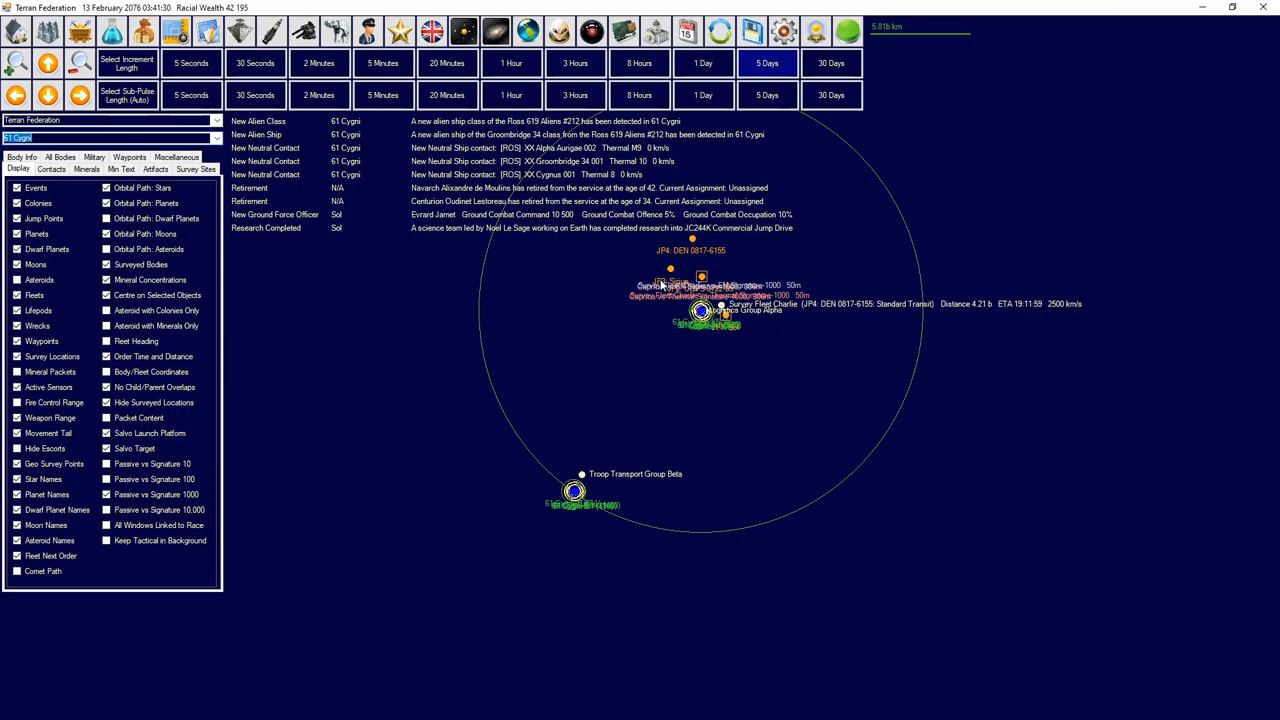 Terran Federation   13 February 2076 03:41:30   Racial Wealth 42 195
5.81b km
Select Increment Length
5 Seconds
30 Seconds
2 Minutes
5 Minutes
20 Minutes
1 Hour
3 Hours
8 Hours
1 Day
5 Days
30 Days
Select Sub-Pulse Length (Auto)
5 Seconds
30 Seconds
2 Minutes
5 Minutes
20 Minutes
1 Hour
3 Hours
8 Hours
1 Day
5 Days
30 Days
Terran Federation
61 Cygni
Body Info   All Bodies   Military   Waypoints   Miscellaneous
Display   Contacts   Minerals   Min Text   Artifacts   Survey Sites
Events   Orbital Path: Stars
Colonies   Orbital Path: Planets
Jump Points   Orbital Path: Dwarf Planets
Planets   Orbital Path: Moons
Dwarf Planets   Orbital Path: Asteroids
Moons   Surveyed Bodies
Asteroids   Mineral Concentrations
Fleets   Centre on Selected Objects
Lifepods   Asteroid with Colonies Only
Wrecks   Asteroid with Minerals Only
Waypoints   Fleet Heading
Survey Locations   Order Time and Distance
Mineral Packets   Body/Fleet Coordinates
Active Sensors   No Child/Parent Overlaps
Fire Control Range   Hide Surveyed Locations
Weapon Range   Packet Content
Movement Tail   Salvo Launch Platform
Hide Escorts   Salvo Target
Geo Survey Points   Passive vs Signature 10
Star Names   Passive vs Signature 100
Planet Names   Passive vs Signature 1000
Dwarf Planet Names   Passive vs Signature 10,000
Moon Names   All Windows Linked to Race
Asteroid Names   Keep Tactical in Background
Fleet Next Order
Comet Path
New Alien Class   61 Cygni   A new alien ship class of the Ross 619 Aliens #212 has been detected in 61 Cygni
New Alien Ship   61 Cygni   A new alien ship of the Groombridge 34 class from the Ross 619 Aliens #212 has been detected in 61 Cygni
New Neutral Contact   61 Cygni   New Neutral Ship contact:  [ROS]  XX Alpha Aurigae 002   Thermal M9   0 km/s
New Neutral Contact   61 Cygni   New Neutral Ship contact:  [ROS]  XX Groombridge 34 001   Thermal 10   0 km/s
New Neutral Contact   61 Cygni   New Neutral Ship contact:  [ROS]  XX Cygnus 001   Thermal 8   0 km/s
Retirement   N/A   Navarch Alixandre de Moulins has retired from the service at the age of 42. Current Assignment: Unassigned
Retirement   N/A   Centurion Oudinet Lestoreau has retired from the service at the age of 34. Current Assignment: Unassigned
New Ground Force Officer   Sol   Evrard Jamet   Ground Combat Command 10 500   Ground Combat Offence 5%   Ground Combat Occupation 10%
Research Completed   Sol   A science team led by Noel Le Sage working on Earth has completed research into JC244K Commercial Jump Drive
JP4: DEN 0817-6155
1000   50m
1000   50m
Survey Fleet Charlie  (JP4: DEN 0817-6155: Standard Transit)   Distance 4.21 b   ETA 19:11:59   2500 km/s
Logistics Group Alpha
Troop Transport Group Beta